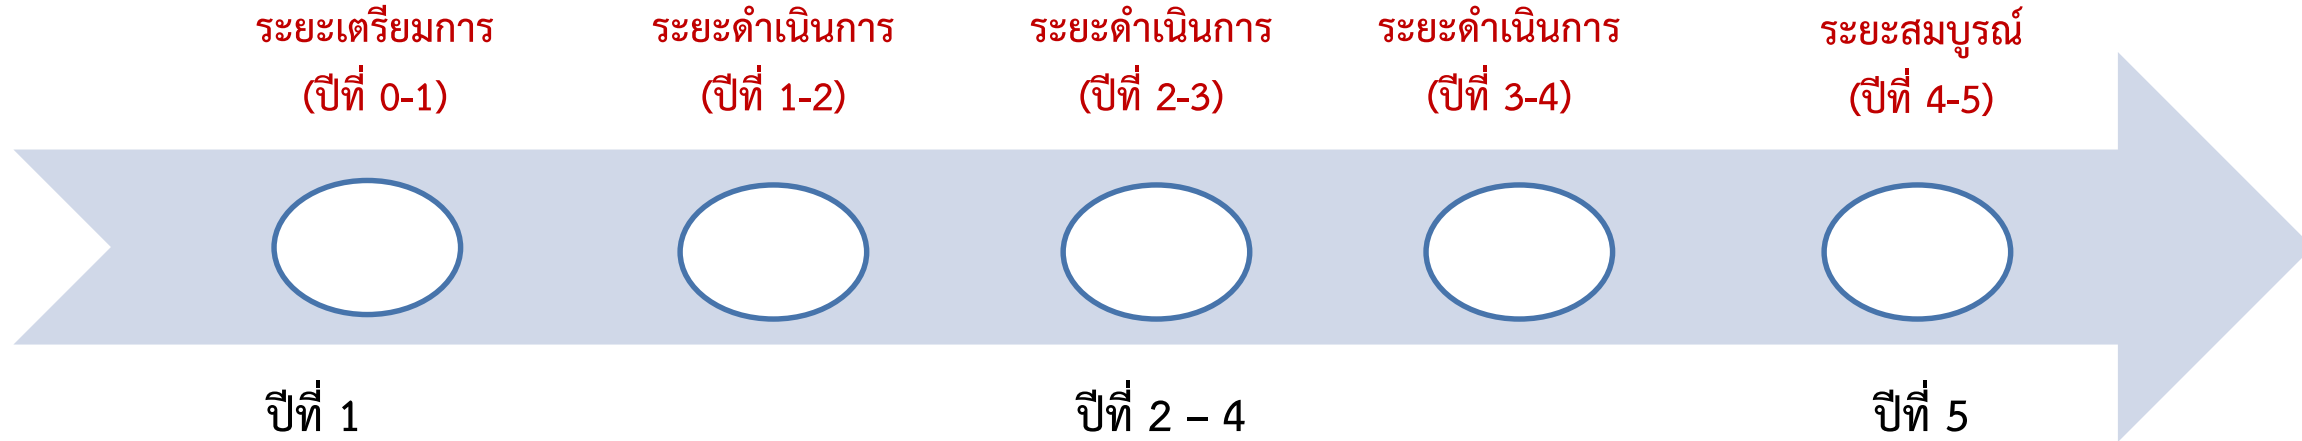 ระยะเตรียมการ
(ปีที่ 0-1)
ระยะดำเนินการ
(ปีที่ 1-2)
ระยะดำเนินการ
(ปีที่ 2-3)
ระยะดำเนินการ
(ปีที่ 3-4)
ระยะสมบูรณ์
(ปีที่ 4-5)
ปีที่ 1
ปีที่ 2 – 4
ปีที่ 5